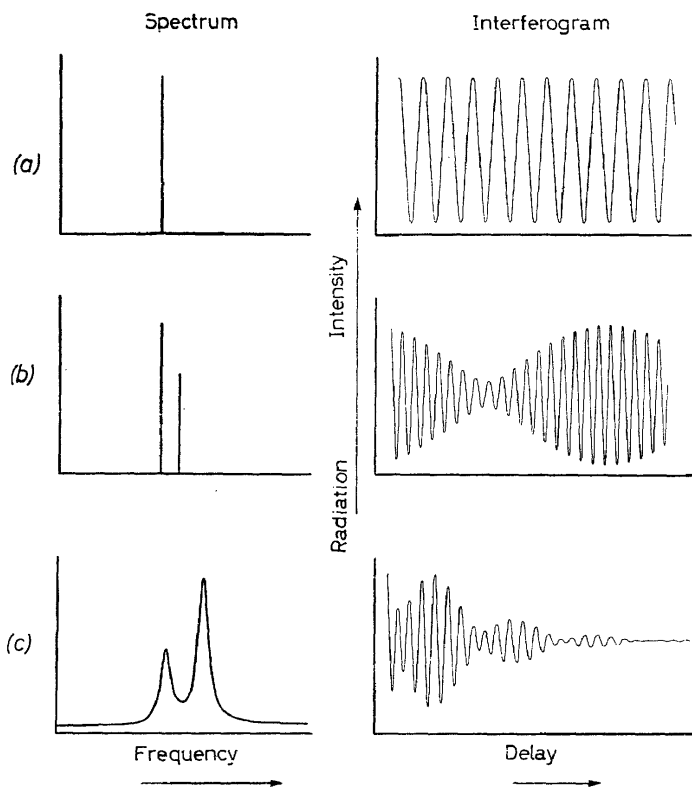 Spectrum
Interferogram
(a)
(b)
(c)
Radiation Intensity
Frequency
Delay